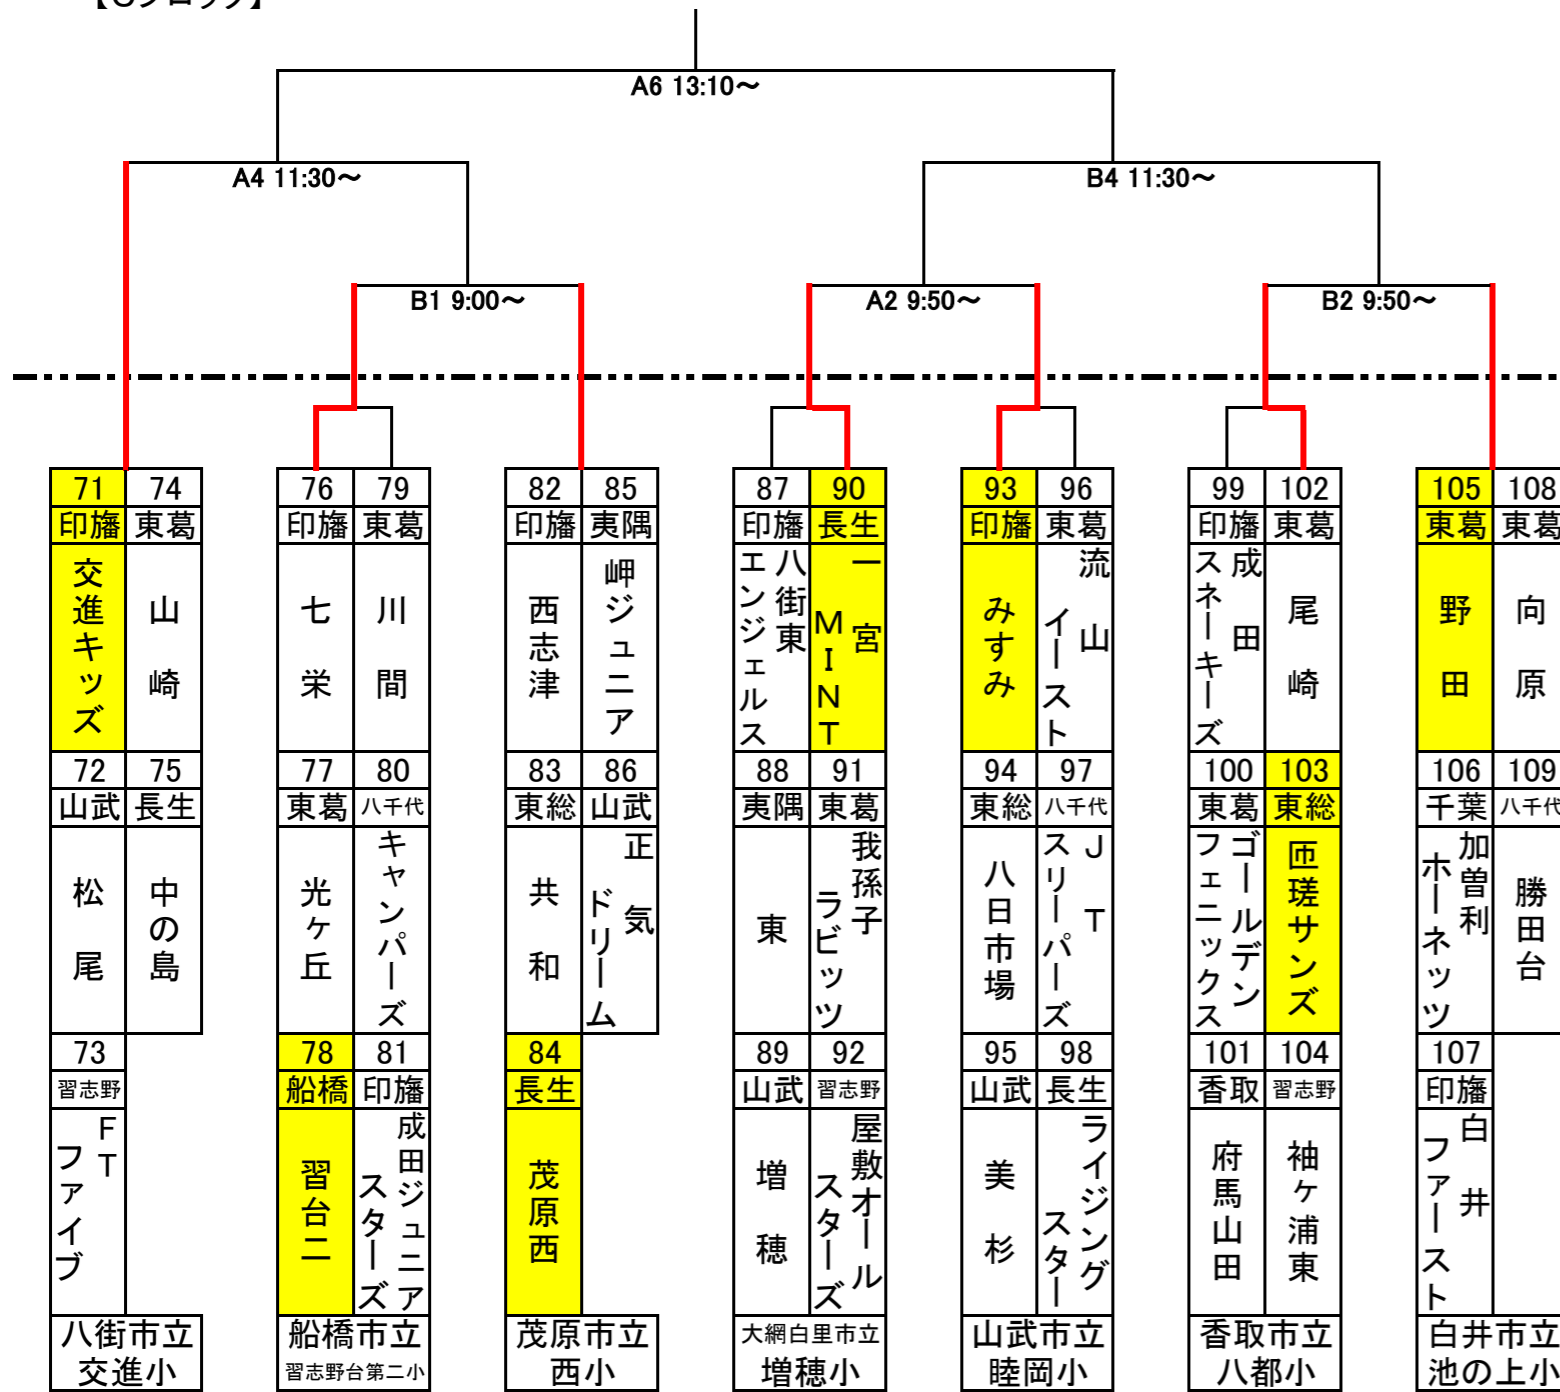 【Cブロック】
A6 13:10～
A4 11:30～
B4 11:30～
B1 9:00～
A2 9:50～
B2 9:50～
71
印旛
交進キッズ
74
東葛
山崎
72
山武
松尾
75
長生
中の島
73
習志野
FT
ファイブ
八街市立
交進小
76
印旛
七栄
79
東葛
川間
77
東葛
光ヶ丘
80
八千代
キャンパーズ
78
船橋
習台二
81
印旛
成田ジュニア
スターズ
船橋市立
習志野台第二小
82
印旛
西志津
85
夷隅
岬ジュニア
83
東総
共和
86
山武
正気
ドリーム
84
長生
茂原西
茂原市立
西小
87
印旛
八街東
エンジェルス
90
長生
一宮
MINT
88
夷隅
東
91
東葛
我孫子
ラビッツ
89
山武
増穂
92
習志野
屋敷オール
スターズ
大網白里市立
増穂小
93
印旛
みすみ
96
東葛
流山
イースト
94
東総
八日市場
97
八千代
JT
スリーパーズ
95
山武
美杉
98
長生
ライジング
スター
山武市立
睦岡小
99
印旛
成田
スネーキーズ
102
東葛
尾崎
100
東葛
ゴールデン
フェニックス
103
東総
匝瑳サンズ
101
香取
府馬山田
104
習志野
袖ヶ浦東
香取市立
八都小
105
東葛
野田
108
東葛
向原
106
千葉
加曽利
ホーネッツ
109
八千代
勝田台
107
印旛
白井
ファースト
白井市立
池の上小